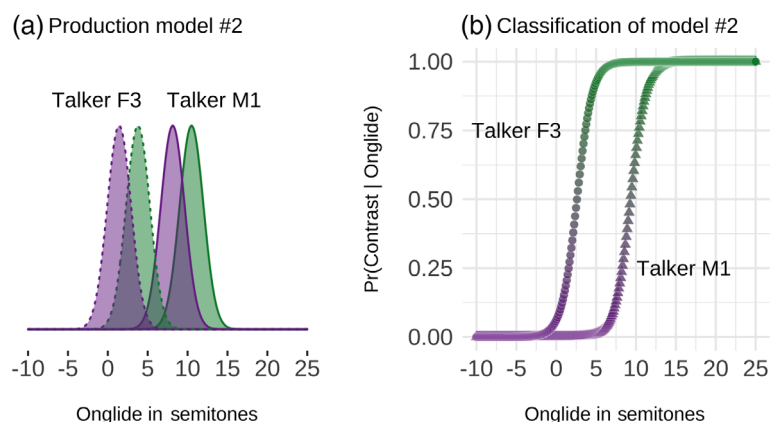 (a) Production model #2
Talker F3
Talker M1
-10 -5 0 5 10 15 20 25
Onglide in semitones
(b) Classification of model #2
Pr(Contrast | Onglide)
1.00
0.75
0.50
0.25
0.00
Talker F3
Talker M1
-10 -5 0 5 10 15 20 25
Onglide in semitones